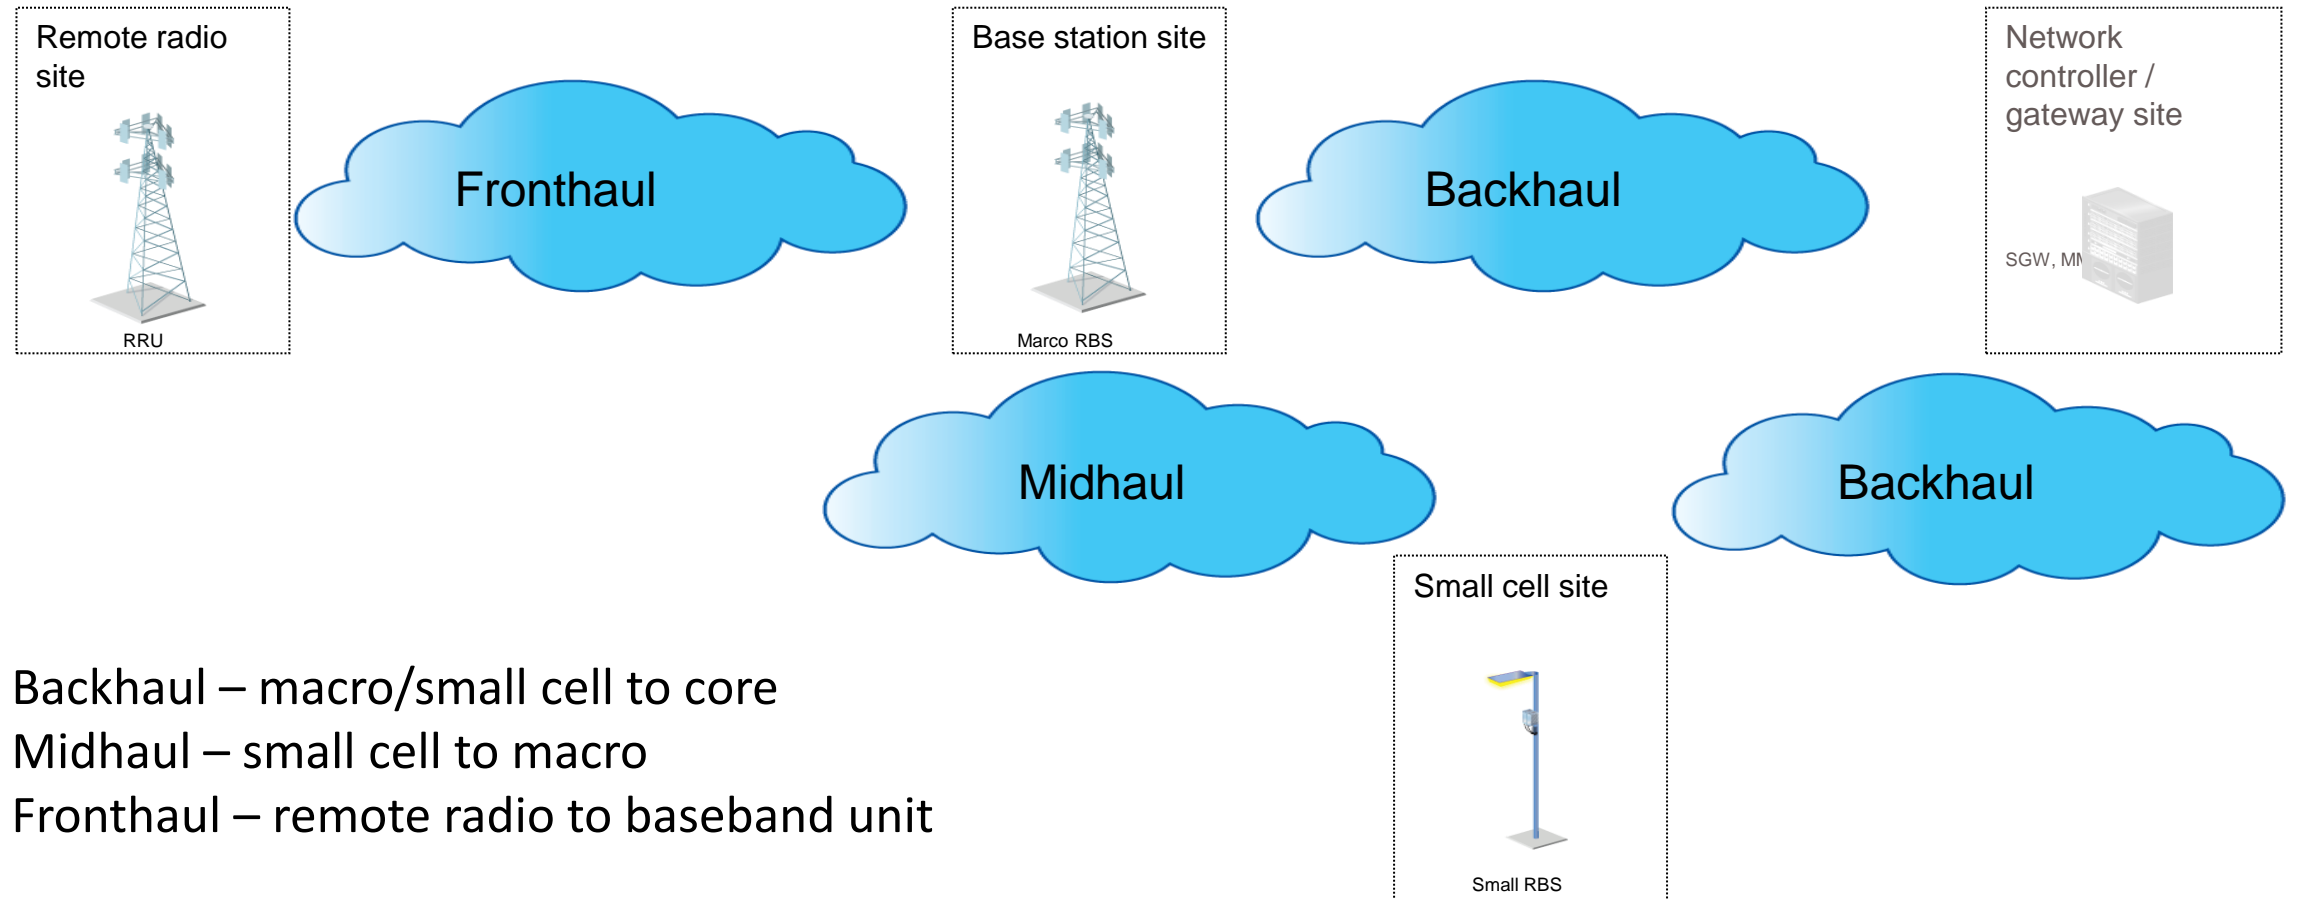 Remote radio
site
RRU
Fronthaul
Base station site
Marco RBS
Backhaul
Network
controller /
gateway site
SGW,
Midhaul
Backhaul
Small cell site
Small RBS
Backhaul – macro/small cell to core
Midhaul – small cell to macro
Fronthaul – remote radio to baseband unit